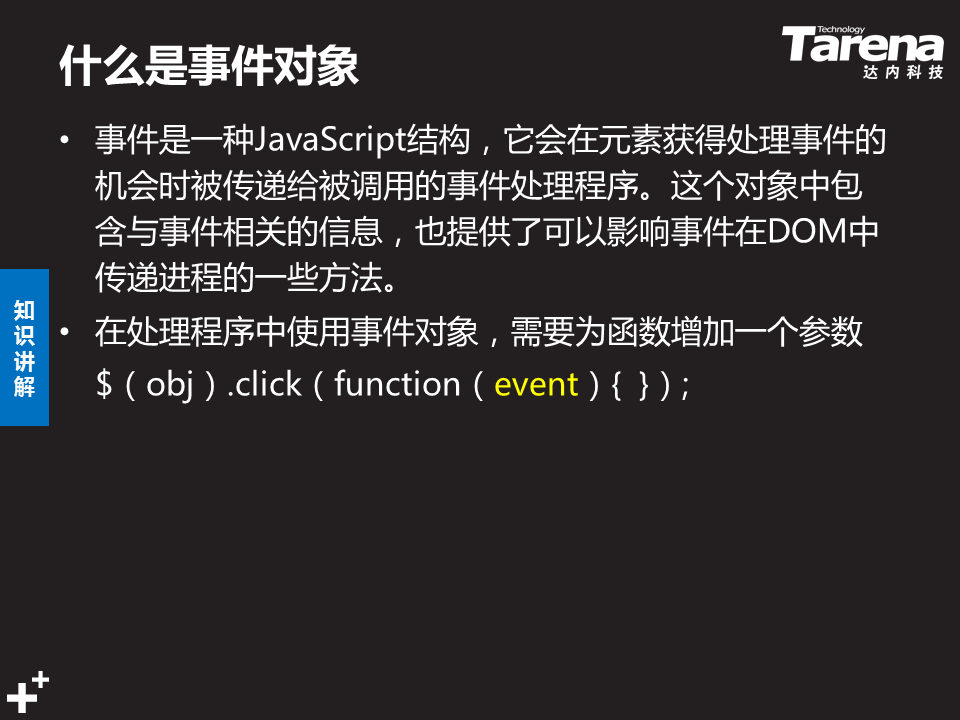 什么是事件对象
Technology
Tarena
达内科技
• 事件是一种JavaScript结构，它会在元素获得处理事件的
机会时被传递给被调用的事件处理程序。这个对象中包
含与事件相关的信息，也提供了可以影响事件在DOM中
传递进程的一些方法。
• 在处理程序中使用事件对象，需要为函数增加一个参数
$（obj）.click（function（event）{ }）;
知
识
讲
解